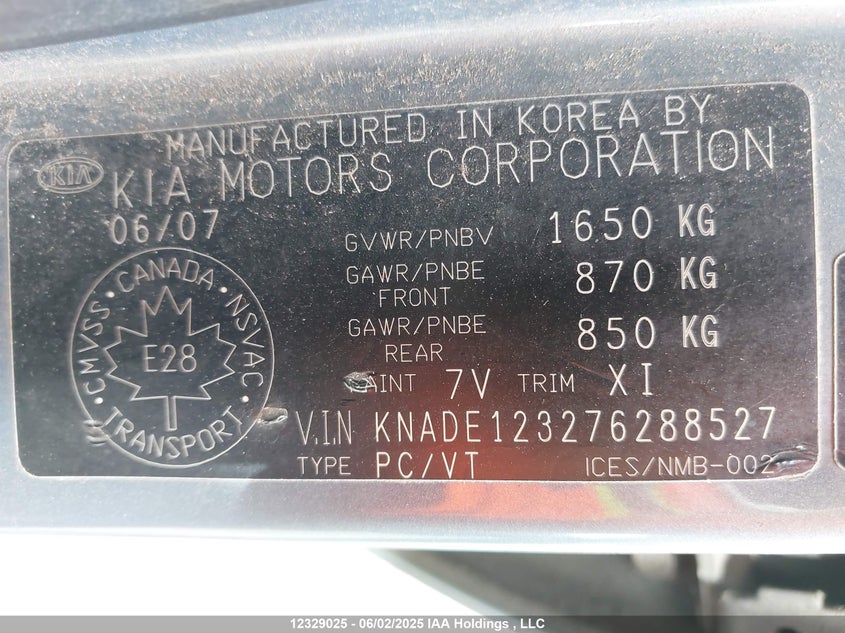 MANUFACTURED IN KOREA BY
KIA
KIA MOTORS CORPORATION
06/07
GVWR/PNBV 1650 KG
GAWR/PNBE FRONT 870 KG
GAWR/PNBE REAR 850 KG
CMVSS · CANADA · NSVAC
E28
TRANSPORT
AINT 7V TRIM XI
V.I.N KNADE123276288527
TYPE PC/VT ICES/NMB-002
12329025 - 06/02/2025 IAA Holdings , LLC